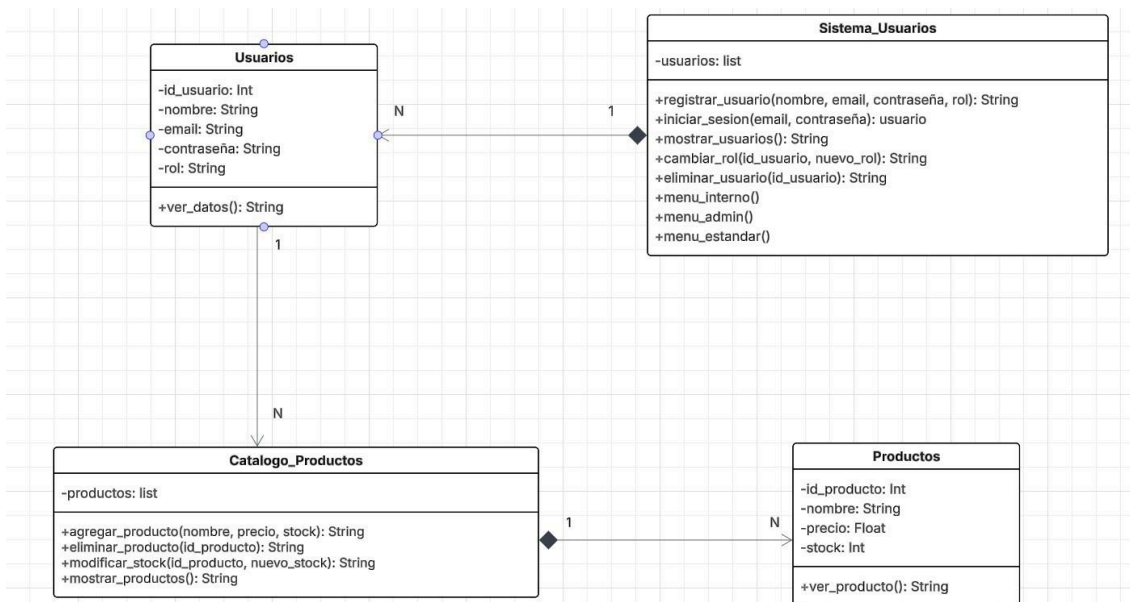 Usuarios
-id_usuario: Int
-nombre: String
-email: String
-contraseña: String
-rol: String
+ver_datos(): String
Sistema_Usuarios
-usuarios: list
+registrar_usuario(nombre, email, contraseña, rol): String
+iniciar_sesion(email, contraseña): usuario
+mostrar_usuarios(): String
+cambiar_rol(id_usuario, nuevo_rol): String
+eliminar_usuario(id_usuario): String
+menu_interno()
+menu_admin()
+menu_estandar()
N
1
1
N
Catalogo_Productos
-productos: list
+agregar_producto(nombre, precio, stock): String
+eliminar_producto(id_producto): String
+modificar_stock(id_producto, nuevo_stock): String
+mostrar_productos(): String
1
N
Productos
-id_producto: Int
-nombre: String
-precio: Float
-stock: Int
+ver_producto(): String